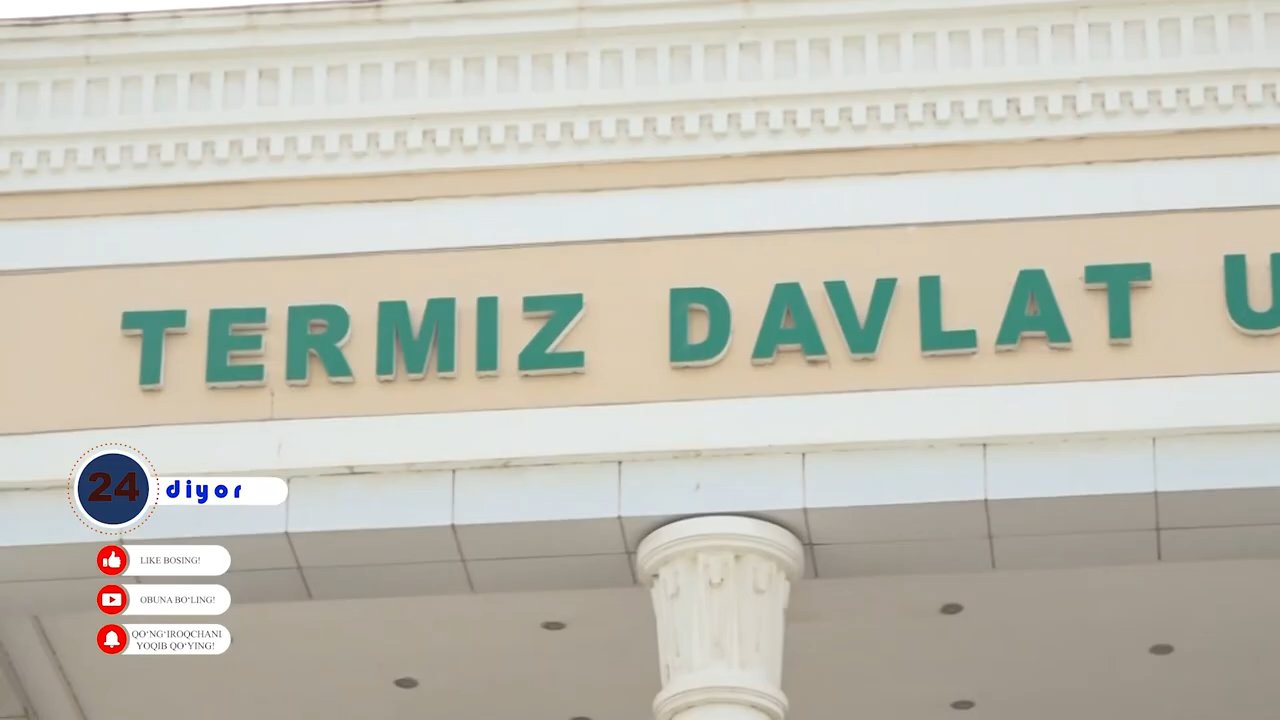 TERMIZ DAVLAT U
24 diyor
LIKE BOSING!
OBUNA BO‘LING!
QO‘NG‘IROQCHANI
YOQIB QO‘YING!